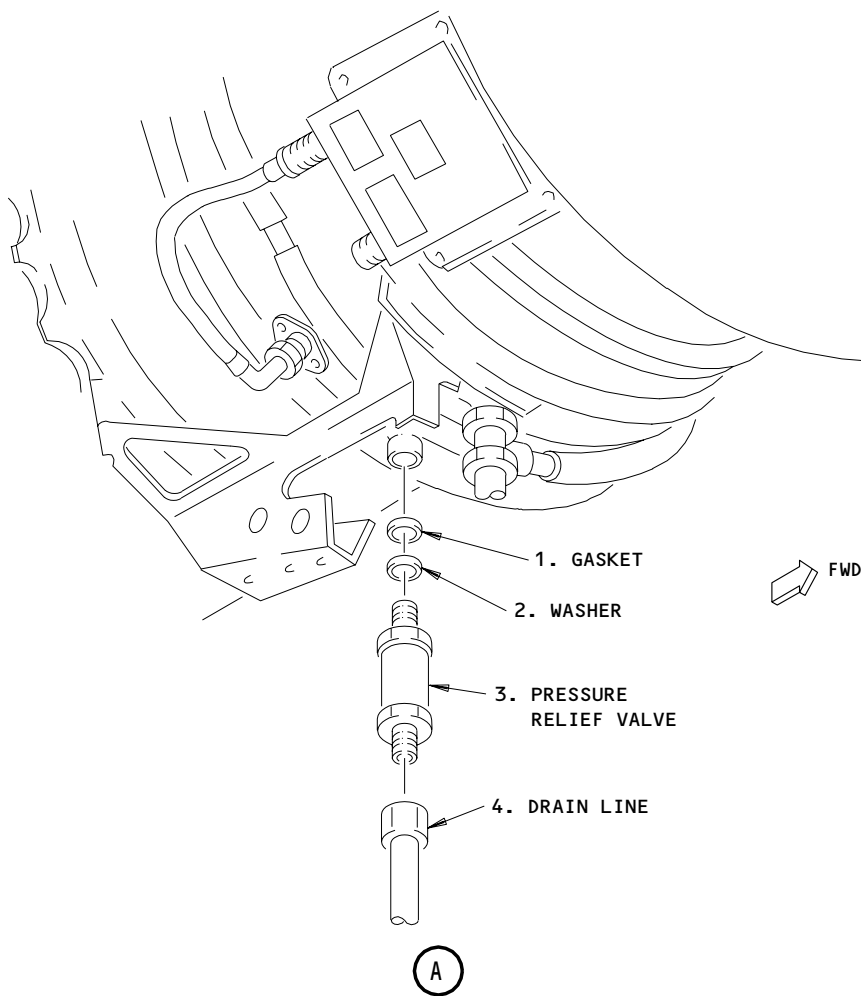 1. GASKET
FWD
2. WASHER
3. PRESSURE
RELIEF VALVE
4. DRAIN LINE
A